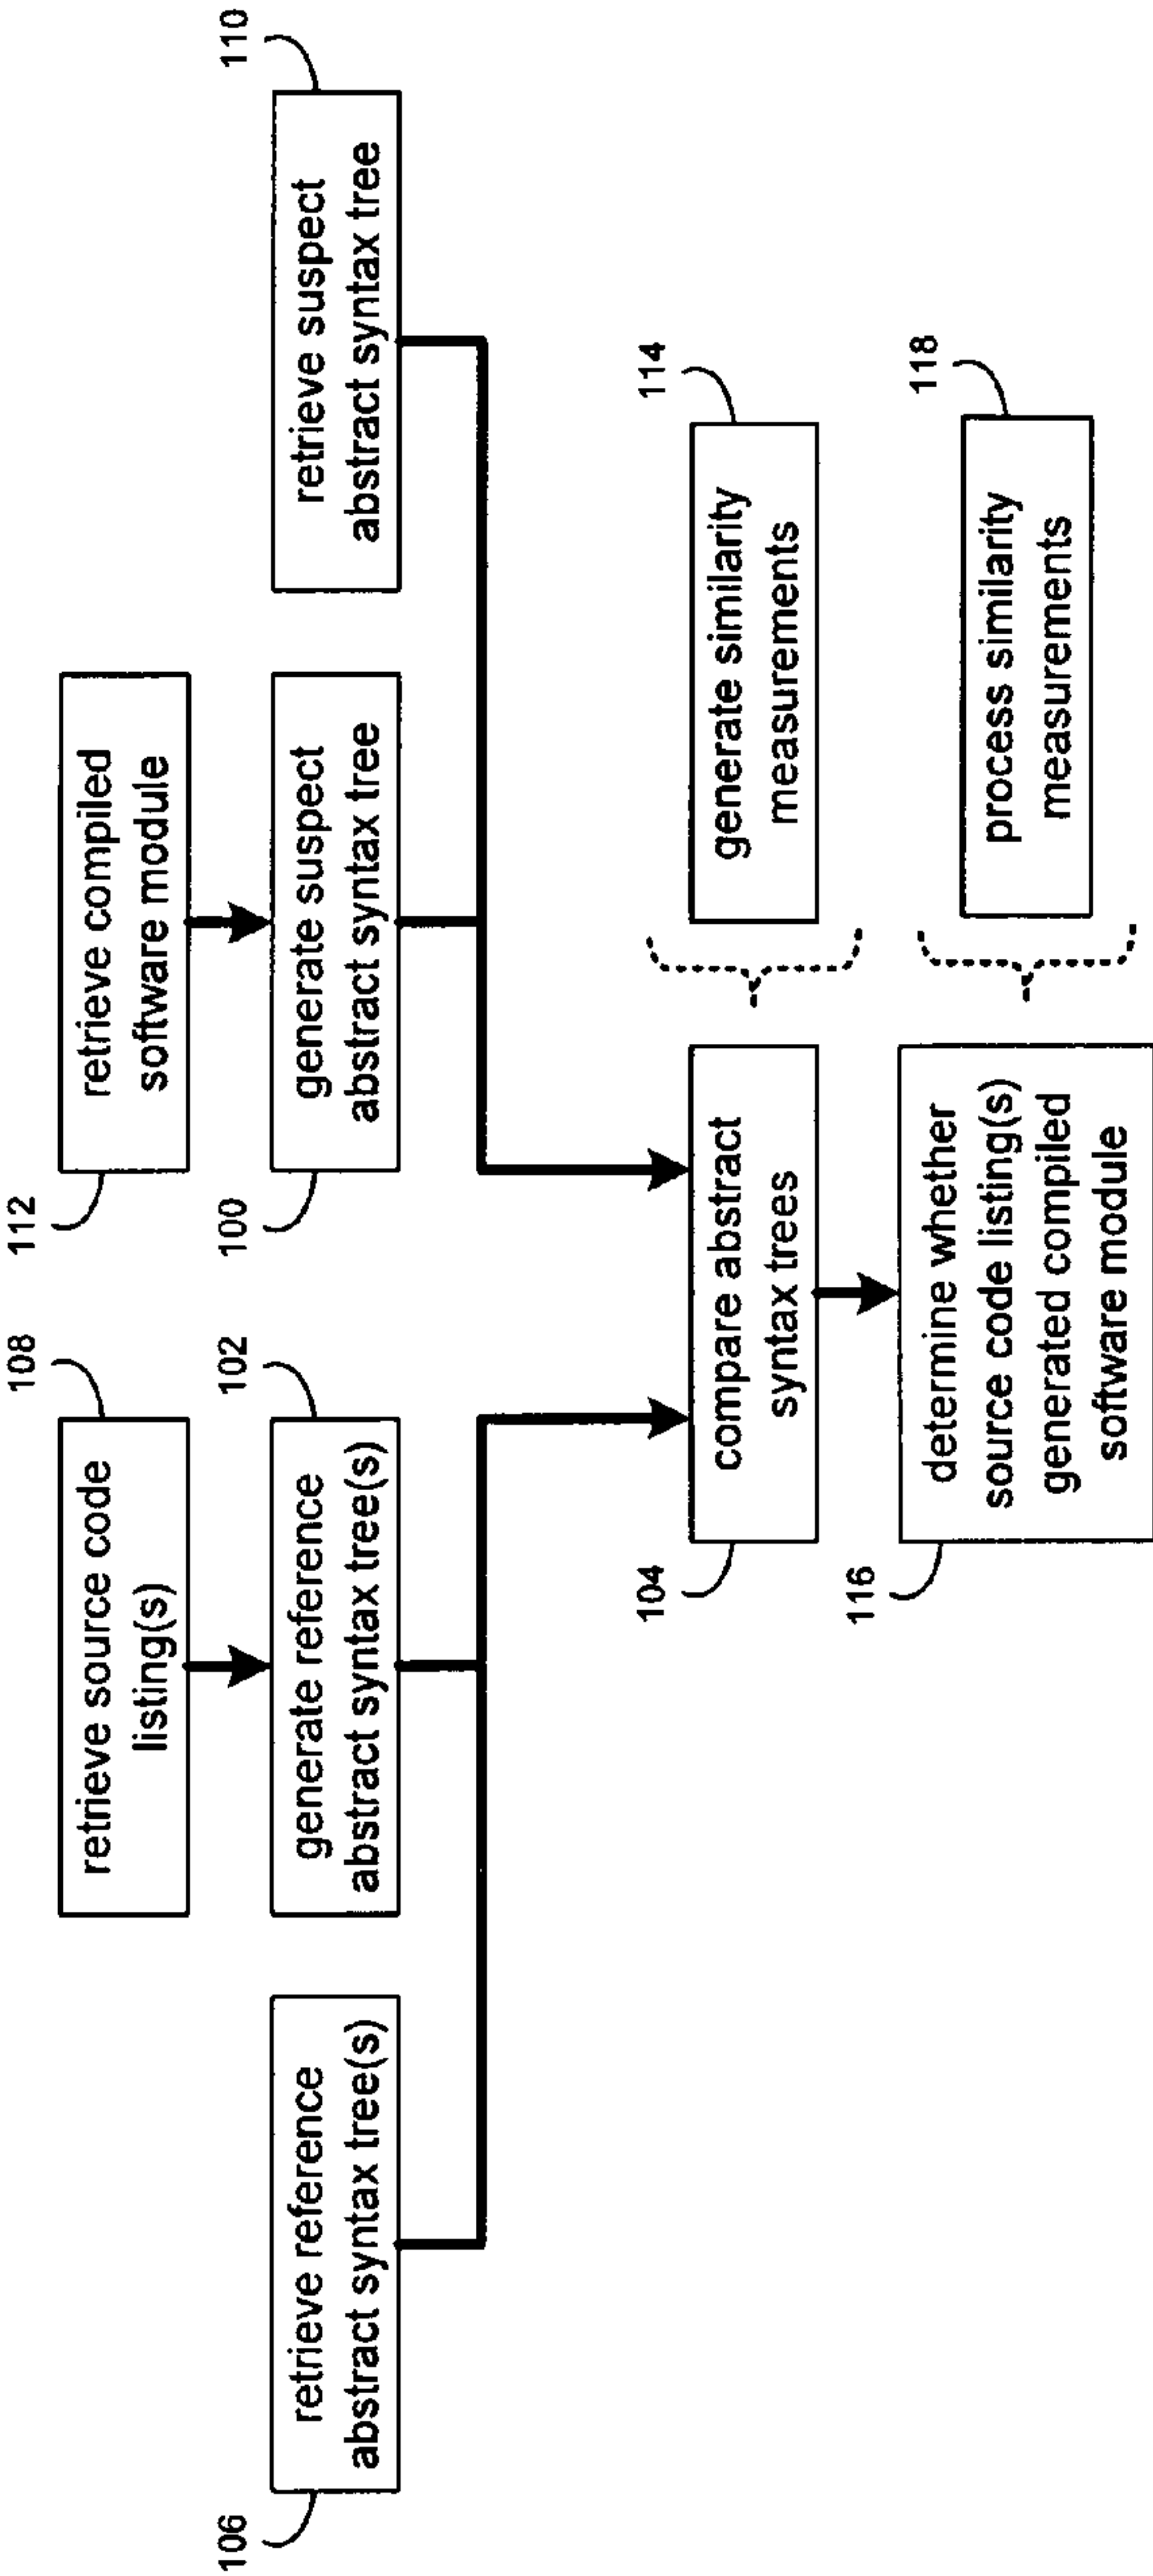 108
112
retrieve source code
listing(s)
retrieve compiled
software module
106
102
100
110
retrieve reference
abstract syntax tree(s)
generate reference
abstract syntax tree(s)
generate suspect
abstract syntax tree
retrieve suspect
abstract syntax tree
104
compare abstract
syntax trees
114
generate similarity
measurements
116
determine whether
source code listing(s)
generated compiled
software module
118
process similarity
measurements